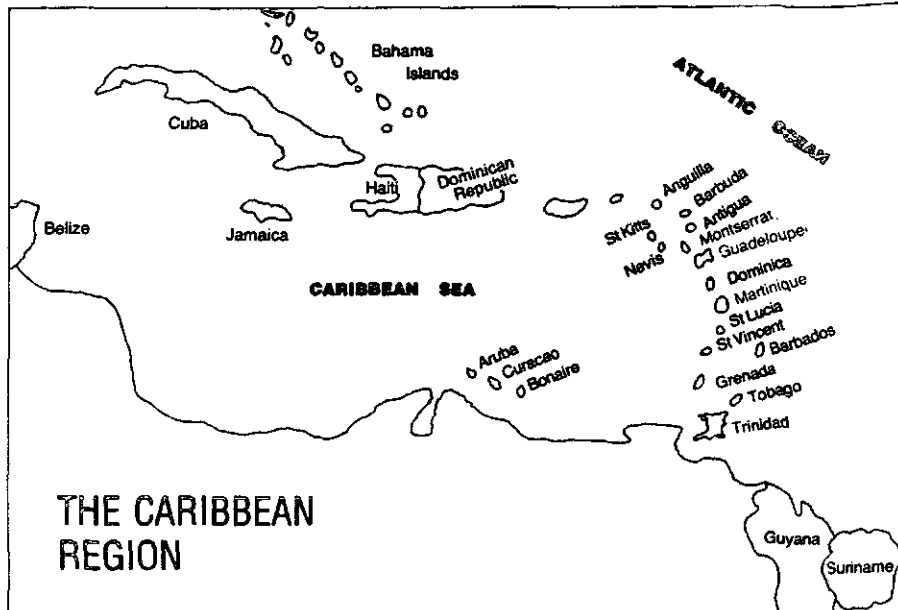 Bahama
Islands
ATLANTIC OCEAN
Cuba
Haiti
Dominican
Republic
Anguilla
Barbuda
Antigua
St Kitts
Montserrat
Nevis
Guadeloupe
Belize
Jamaica
CARIBBEAN SEA
Dominica
Martinique
St Lucia
St Vincent
Barbados
Aruba
Curacao
Bonaire
Grenada
Tobago
Trinidad
THE CARIBBEAN
REGION
Guyana
Suriname